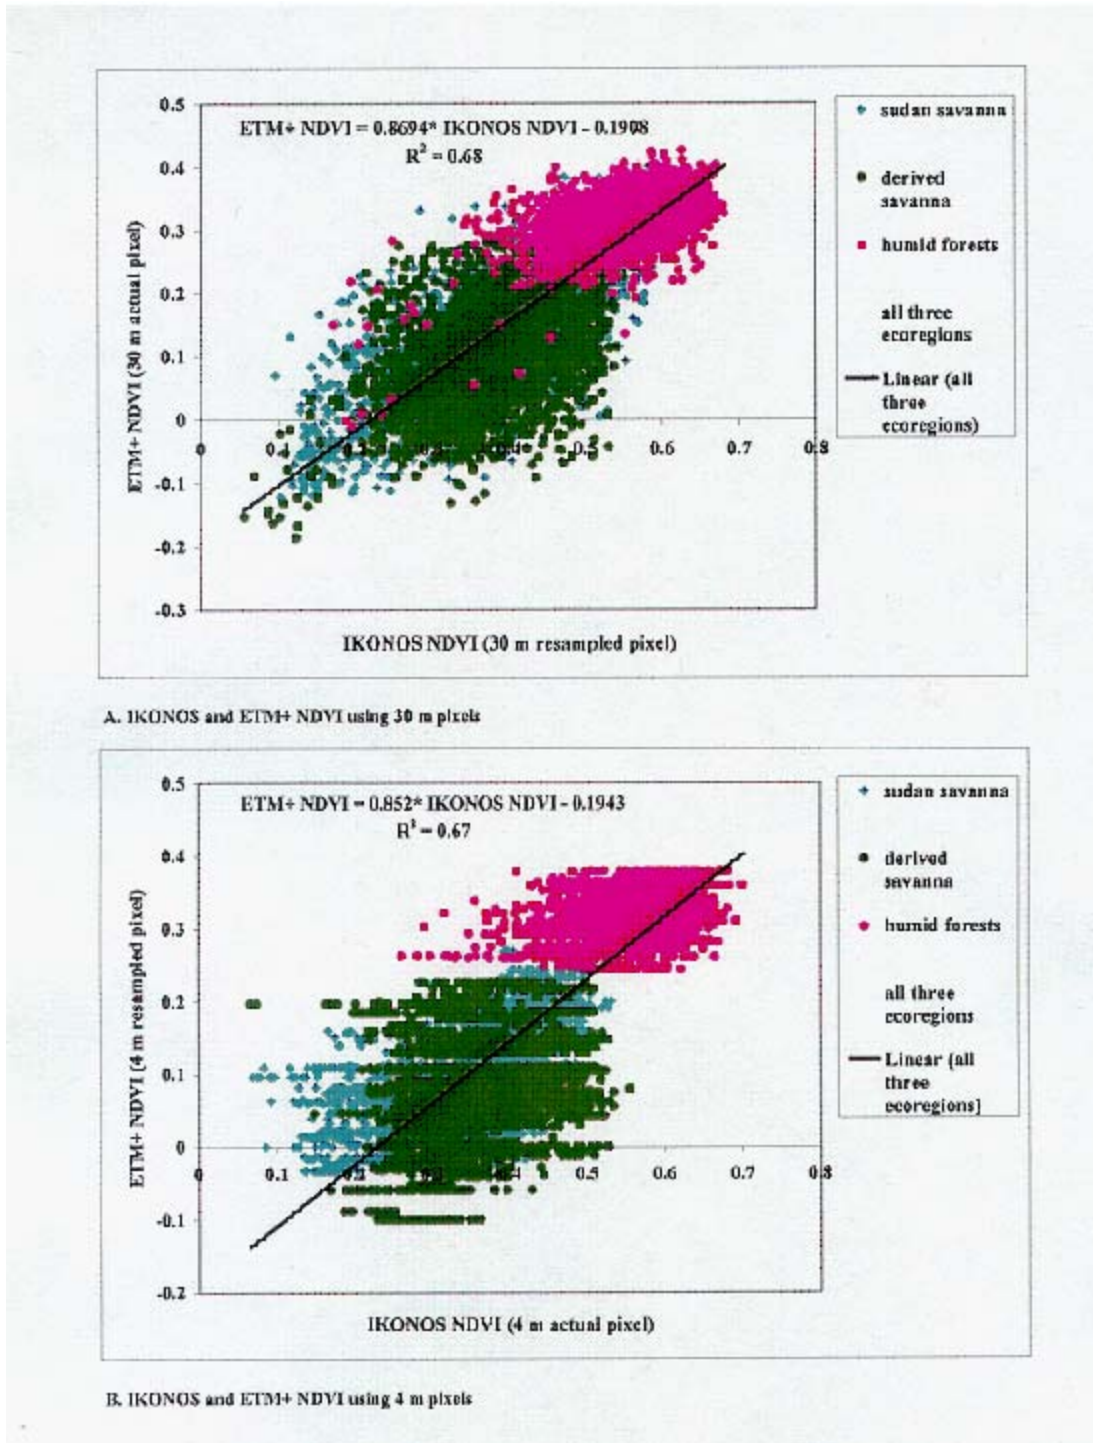 0.5
0.4
0.3
0.2
0.1
0
-0.1
-0.2
-0.3
ETM+ NDVI (30 m actual pixel)
ETM+ NDVI = 0.8694* IKONOS NDVI - 0.1908
R² = 0.68
0 0.1 0.6 0.7 0.8
IKONOS NDVI (30 m resampled pixel)
sudan savanna
derived
savanna
humid forests
all three
ecoregions
Linear (all
three
ecoregions)
A. IKONOS and ETM+ NDVI using 30 m pixels
0.5
0.4
0.3
0.2
0.1
0
-0.1
-0.2
ETM+ NDVI (4 m resampled pixel)
ETM+ NDVI = 0.852* IKONOS NDVI - 0.1943
R² = 0.67
0 0.1 0.5 0.6 0.7 0.8
IKONOS NDVI (4 m actual pixel)
sudan savanna
derived
savanna
humid forests
all three
ecoregions
Linear (all
three
ecoregions)
B. IKONOS and ETM+ NDVI using 4 m pixels